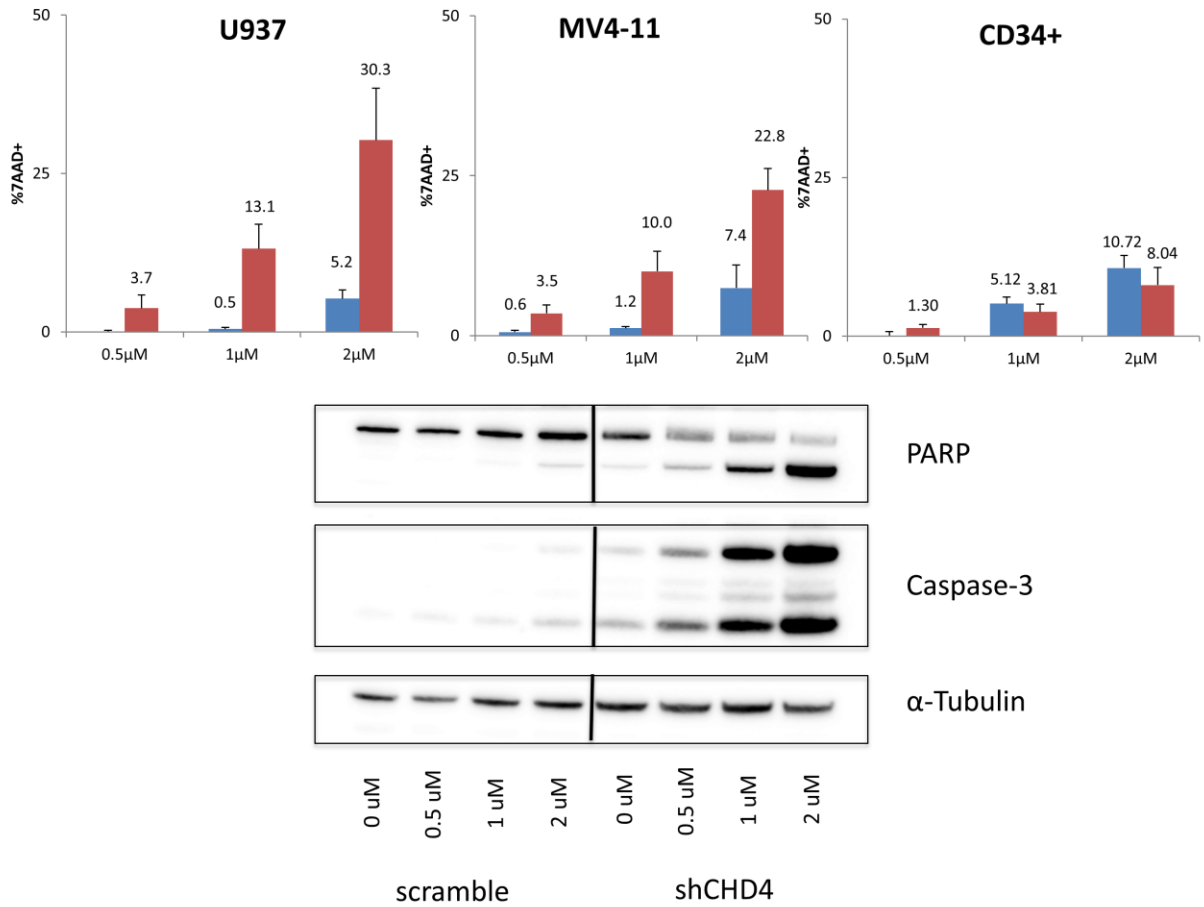 U937
50
25
0
%7AAD+
3.7
0.5
13.1
5.2
30.3
0.5μM
1μM
2μM
MV4-11
50
25
0
%7AAD+
0.6
3.5
1.2
10.0
7.4
22.8
0.5μM
1μM
2μM
CD34+
50
25
0
%7AAD+
1.30
5.12
3.81
10.72
8.04
0.5μM
1μM
2μM
PARP
Caspase-3
α-Tubulin
0 uM
0.5 uM
1 uM
2 uM
0 uM
0.5 uM
1 uM
2 uM
scramble
shCHD4